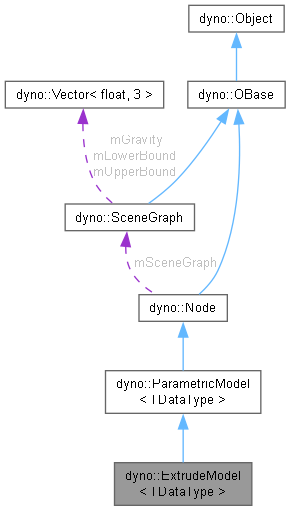 dyno::Object
dyno::Vector< float, 3 >
dyno::OBase
mGravity
mLowerBound
mUpperBound
dyno::SceneGraph
mSceneGraph
dyno::Node
dyno::ParametricModel
< TDataType >
dyno::ExtrudeModel
< TDataType >